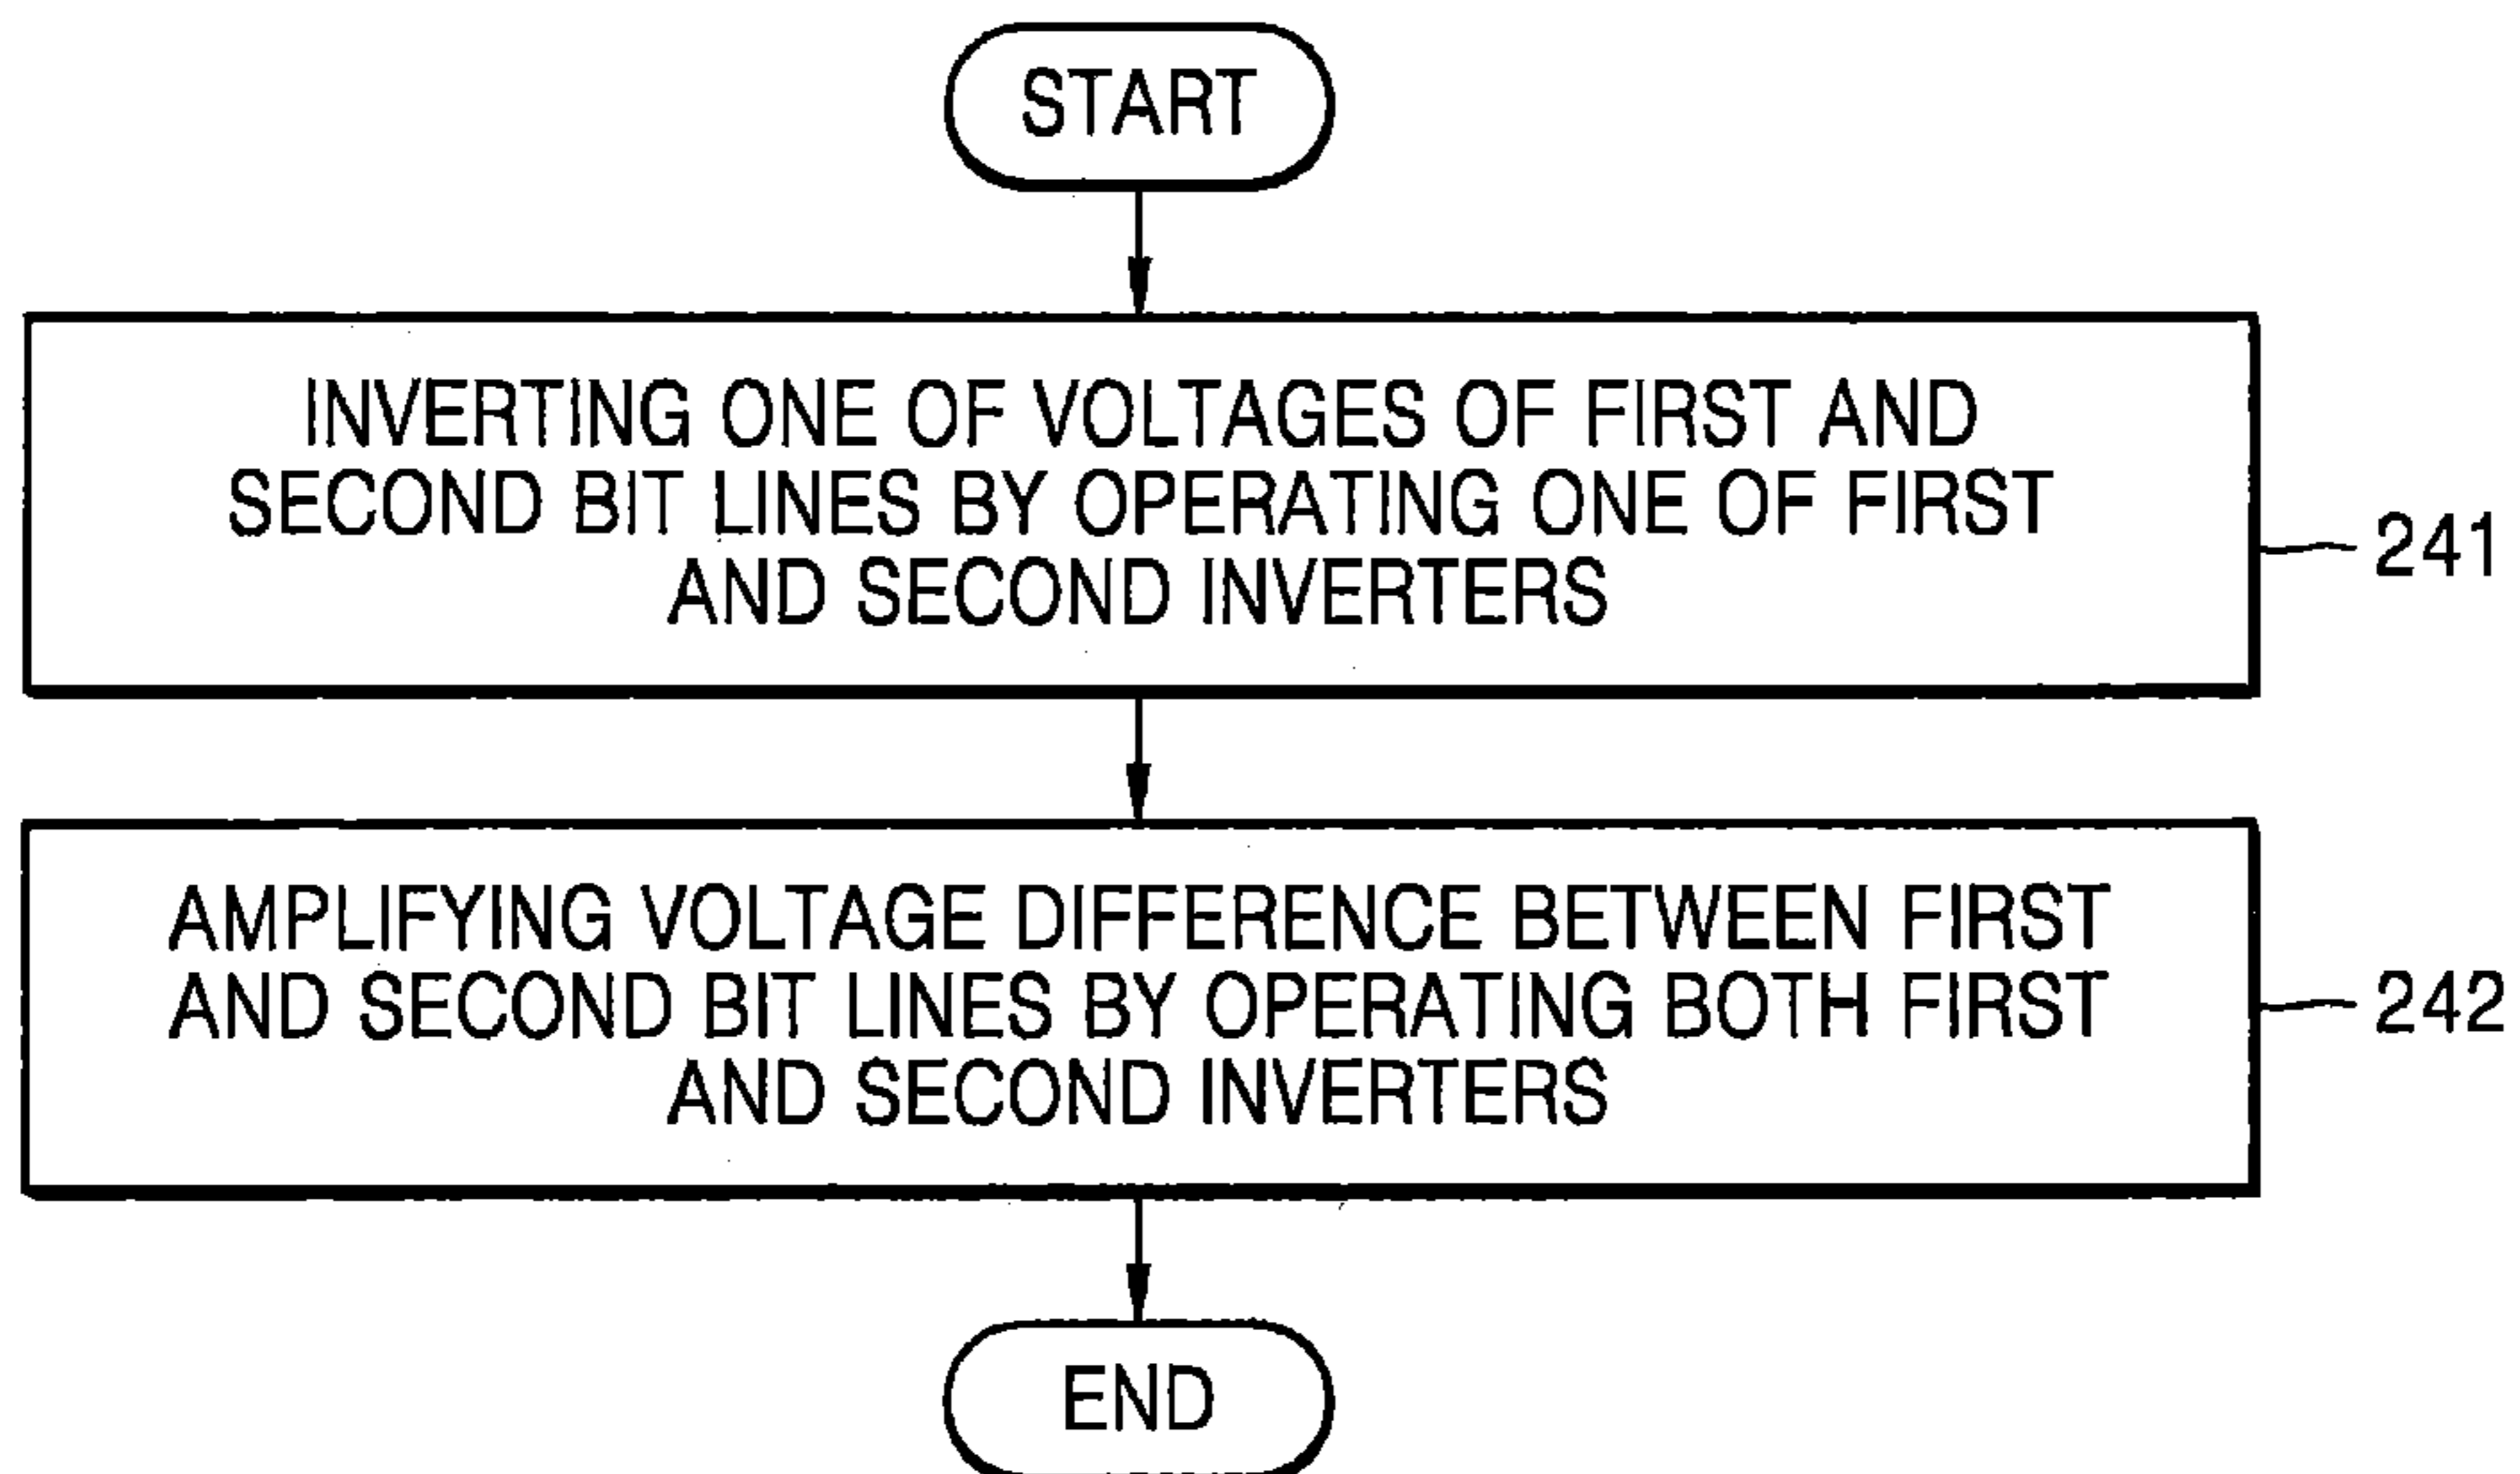 START
INVERTING ONE OF VOLTAGES OF FIRST AND
SECOND BIT LINES BY OPERATING ONE OF FIRST
AND SECOND INVERTERS
241
AMPLIFYING VOLTAGE DIFFERENCE BETWEEN FIRST
AND SECOND BIT LINES BY OPERATING BOTH FIRST
AND SECOND INVERTERS
242
END